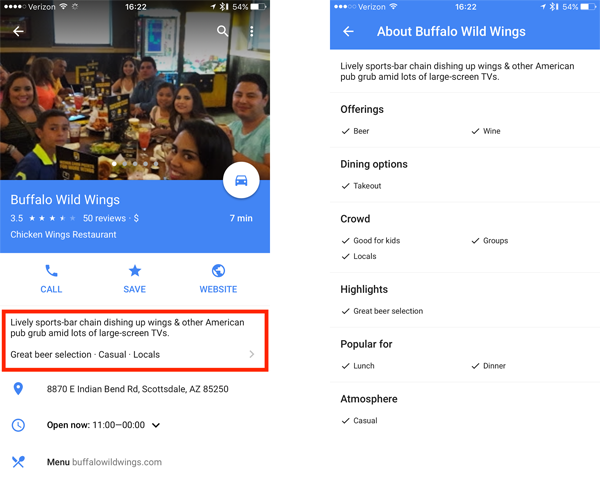 Verizon 16:22 54%
Buffalo Wild Wings
3.5 50 reviews · $ 7 min
Chicken Wings Restaurant
CALL SAVE WEBSITE
Lively sports-bar chain dishing up wings & other American
pub grub amid lots of large-screen TVs.
Great beer selection · Casual · Locals
8870 E Indian Bend Rd, Scottsdale, AZ 85250
Open now: 11:00—00:00
Menu buffalowildwings.com
Verizon 16:22 54%
About Buffalo Wild Wings
Lively sports-bar chain dishing up wings & other American
pub grub amid lots of large-screen TVs.
Offerings
Beer Wine
Dining options
Takeout
Crowd
Good for kids Groups
Locals
Highlights
Great beer selection
Popular for
Lunch Dinner
Atmosphere
Casual